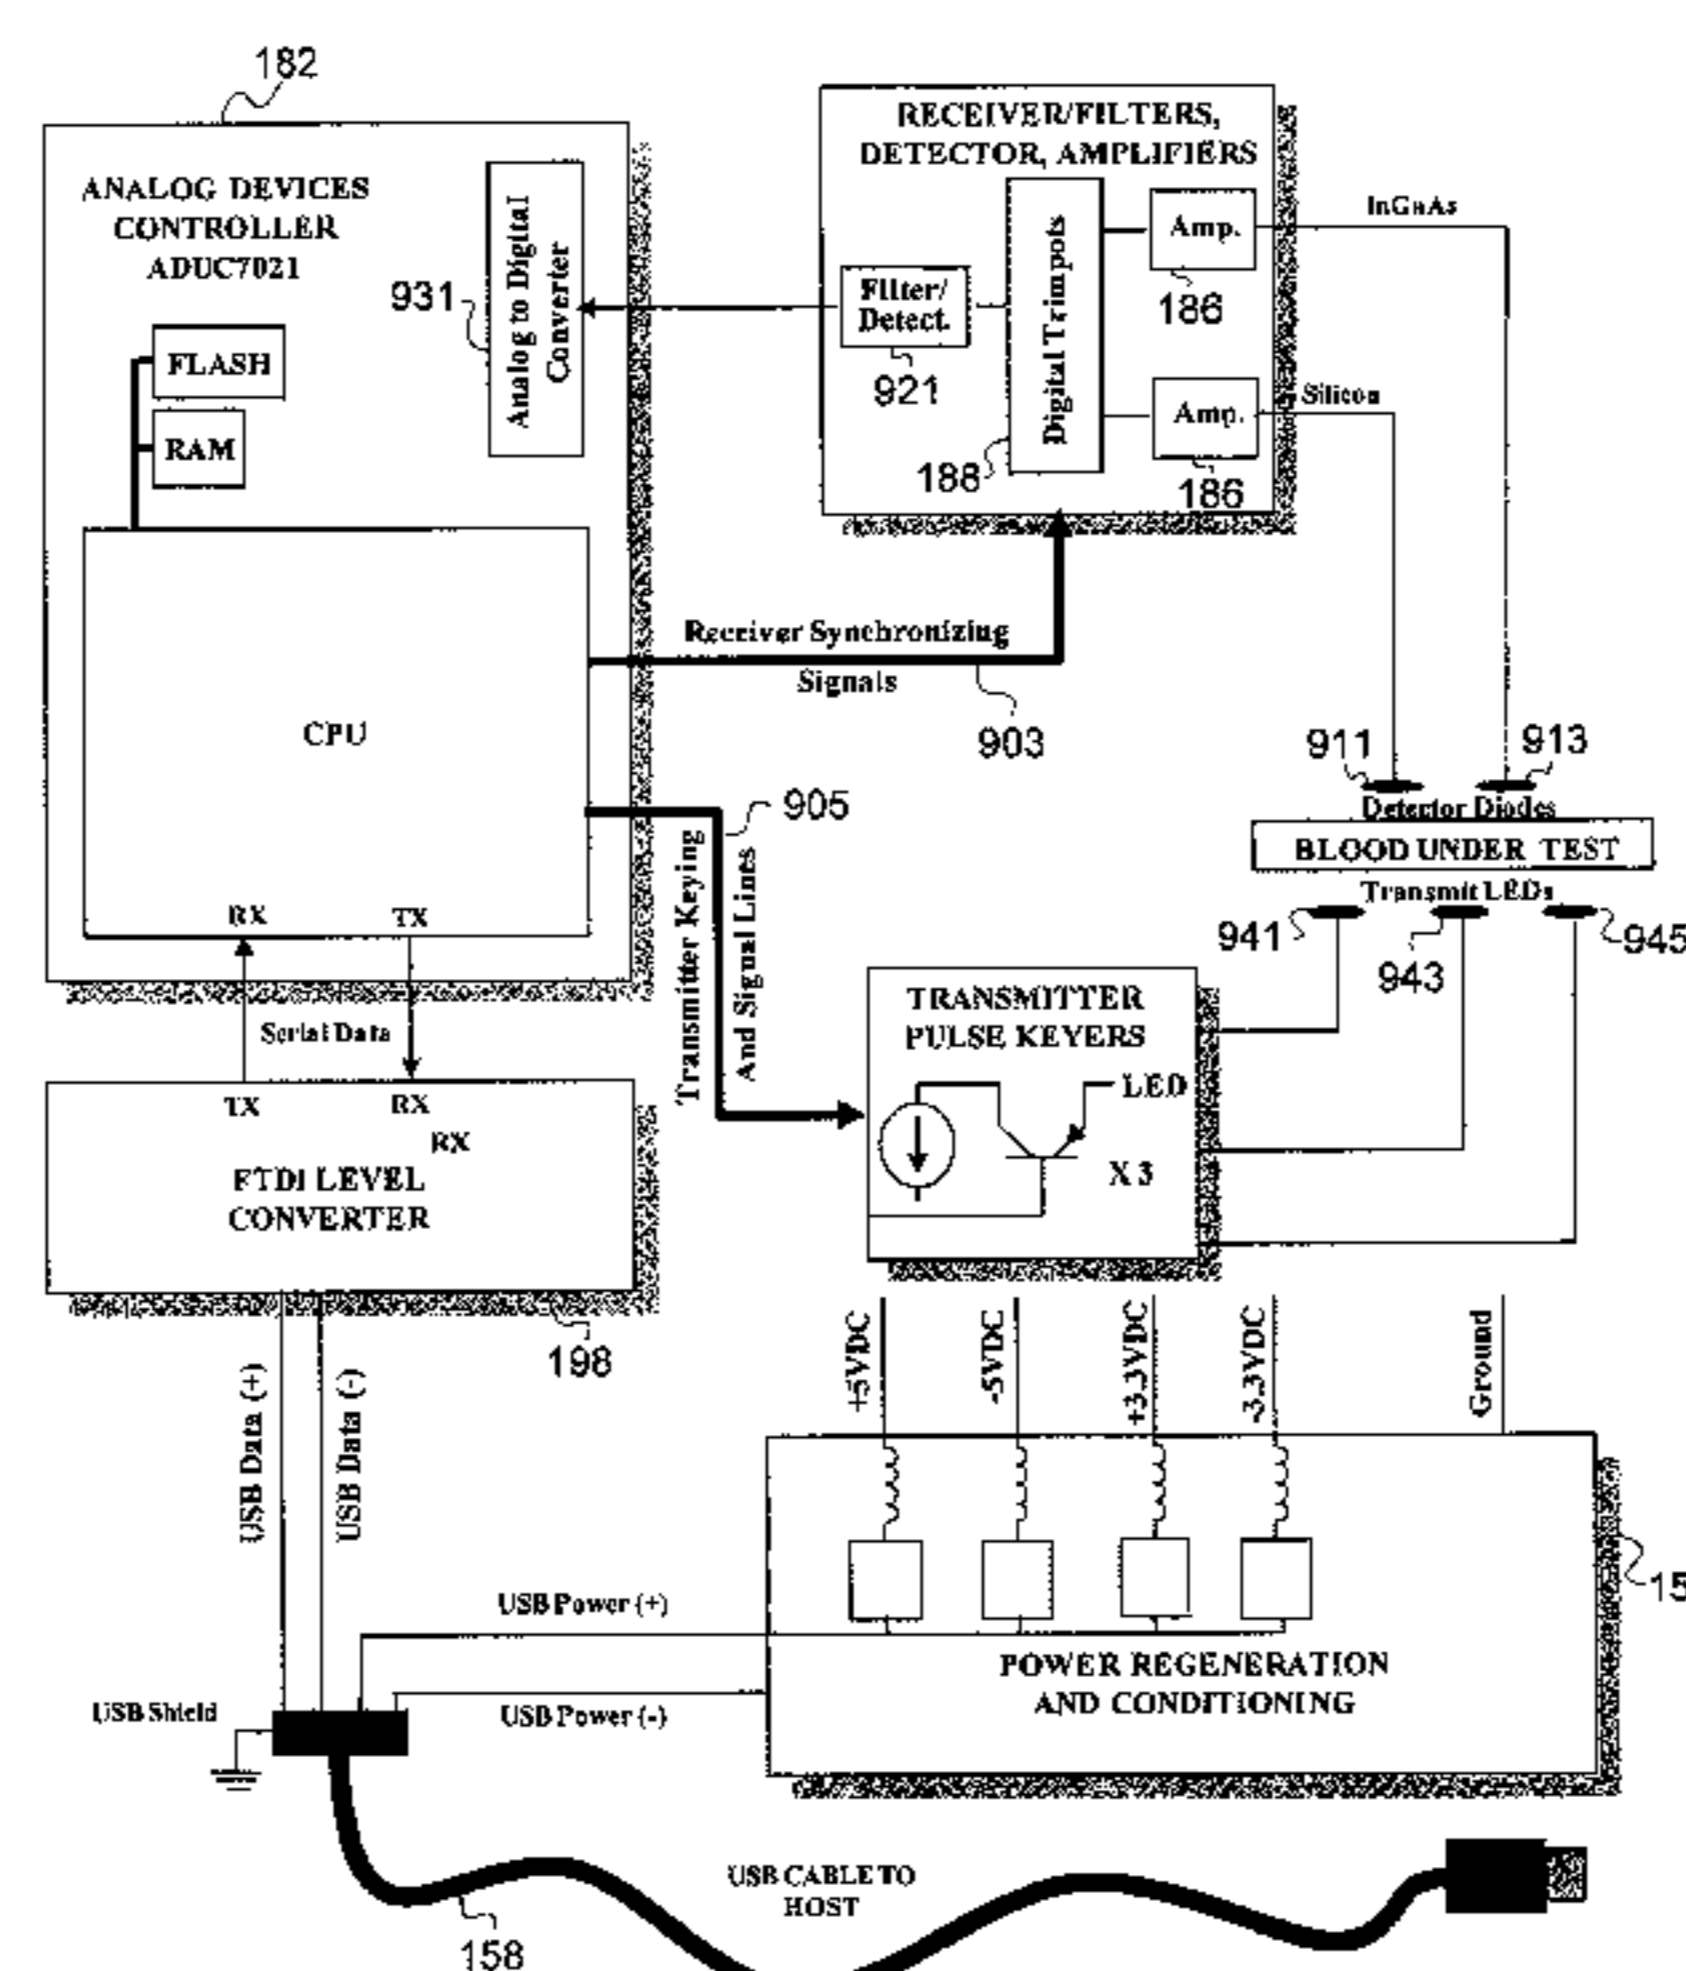 182
ANALOG DEVICES
CONTROLLER
ADUC7021
931
Analog to Digital
Converter
FLASH
RAM
CPU
RX
TX
RECEIVER/FILTERS,
DETECTOR, AMPLIFIERS
Filter/
Detect.
921
Digital Trimpots
188
Amp.
186
Amp.
186
InGaAs
Silicon
Receiver Synchronizing
Signals
903
905
Transmitter Keying
And Signal Lines
911
913
Detector Diodes
BLOOD UNDER TEST
Transmit LEDs
941
943
945
TRANSMITTER
PULSE KEYERS
LED
X 3
Serial Data
TX
RX
RX
FTDI LEVEL
CONVERTER
198
USB Data (+)
USB Data (-)
+5VDC
-5VDC
+3.3VDC
-3.3VDC
Ground
15
USB Power (+)
POWER REGENERATION
AND CONDITIONING
USB Shield
USB Power (-)
USB CABLE TO
HOST
158